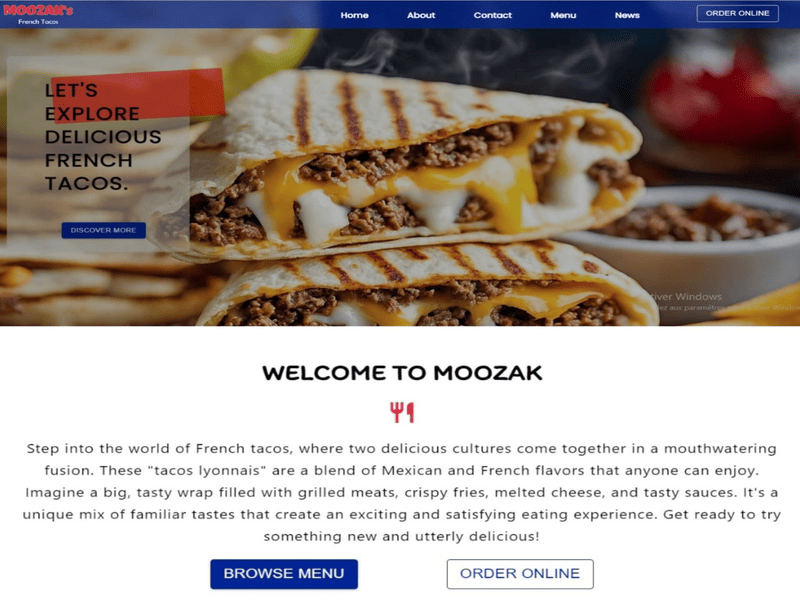 MOOZAK's
French Tacos
Home About Contact Menu News ORDER ONLINE
LET'S
EXPLORE
DELICIOUS
FRENCH
TACOS.
DISCOVER MORE
Windows
aux
WELCOME TO MOOZAK
Step into the world of French tacos, where two delicious cultures come together in a mouthwatering
fusion. These "tacos lyonnais" are a blend of Mexican and French flavors that anyone can enjoy.
Imagine a big, tasty wrap filled with grilled meats, crispy fries, melted cheese, and tasty sauces. It's a
unique mix of familiar tastes that create an exciting and satisfying eating experience. Get ready to try
something new and utterly delicious!
BROWSE MENU ORDER ONLINE